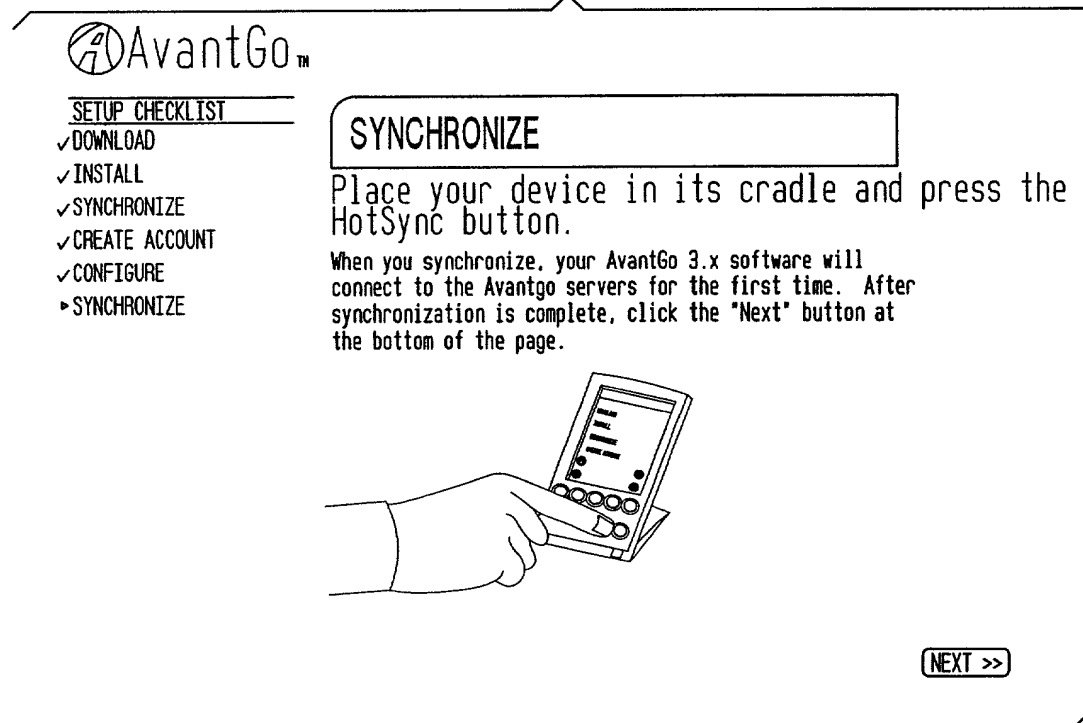 AvantGo™
SETUP CHECKLIST
✓DOWNLOAD
✓INSTALL
✓SYNCHRONIZE
✓CREATE ACCOUNT
✓CONFIGURE
▸SYNCHRONIZE
SYNCHRONIZE
Place your device in its cradle and press the
HotSync button.
When you synchronize, your AvantGo 3.x software will
connect to the Avantgo servers for the first time. After
synchronization is complete, click the "Next" button at
the bottom of the page.
NEXT >>